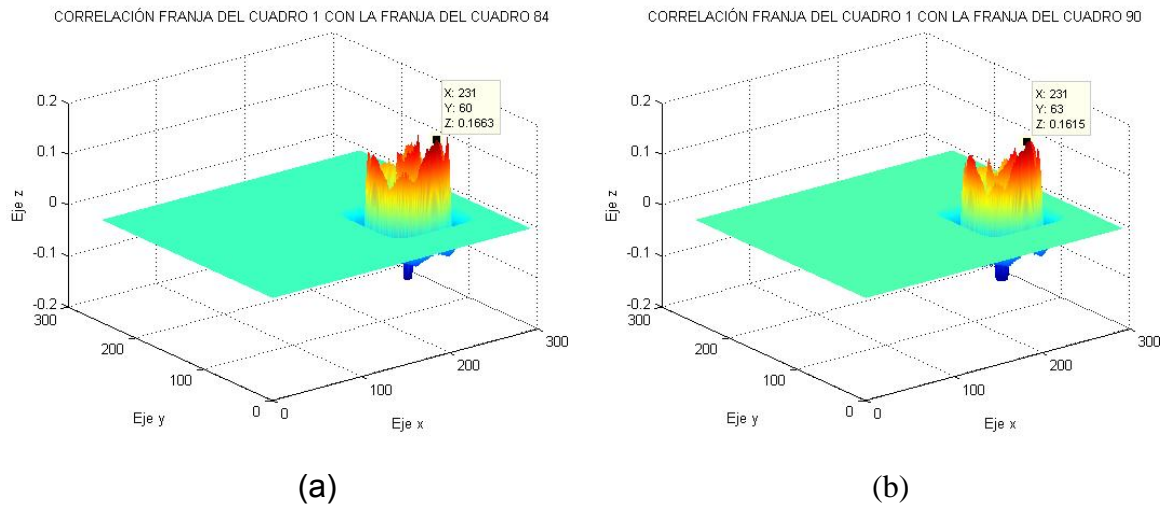 CORRELACIÓN FRANJA DEL CUADRO 1 CON LA FRANJA DEL CUADRO 84
X: 231
Y: 60
Z: 0.1663
0.2
0.1
0
-0.1
-0.2
Eje z
300
200
100
0
Eje y
0
100
200
300
Eje x
(a)
CORRELACIÓN FRANJA DEL CUADRO 1 CON LA FRANJA DEL CUADRO 90
X: 231
Y: 63
Z: 0.1615
0.2
0.1
0
-0.1
-0.2
Eje z
300
200
100
0
Eje y
0
100
200
300
Eje x
(b)